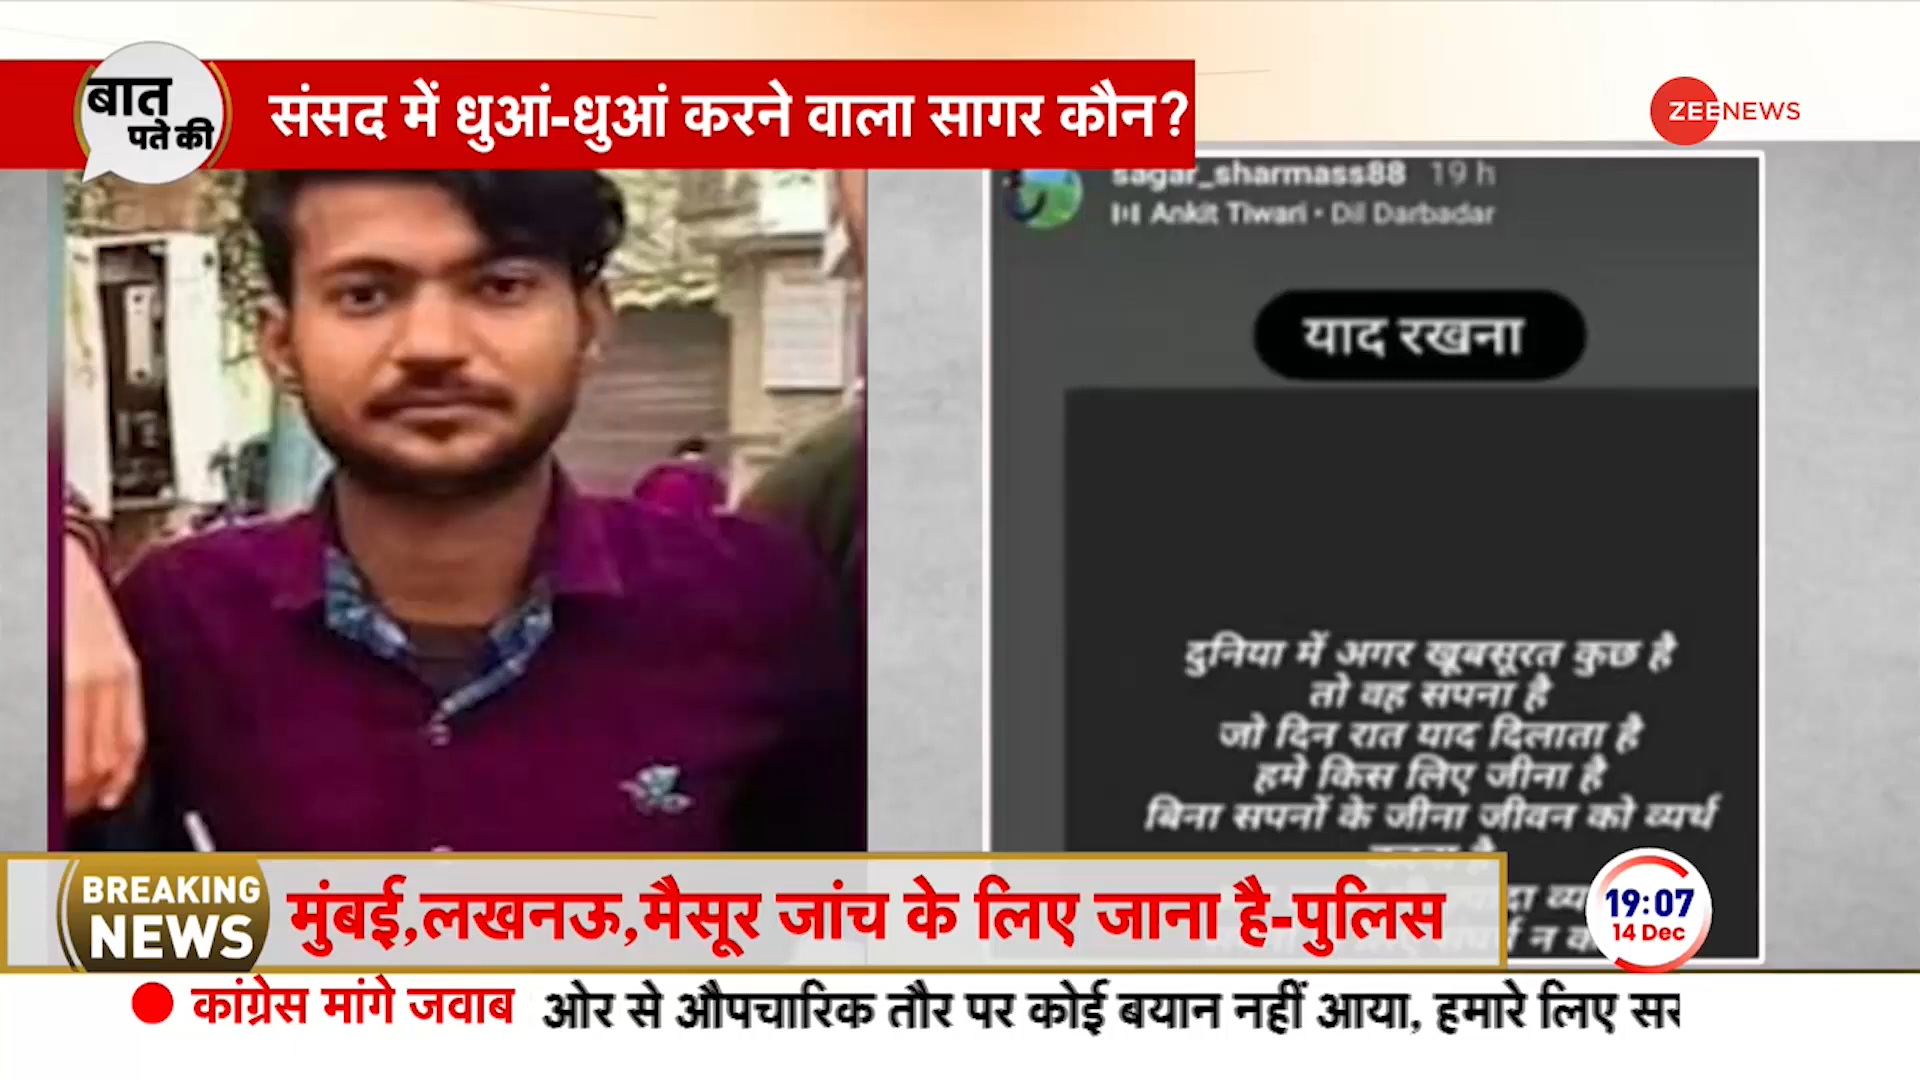 बात
पते की
संसद में धुआं-धुआं करने वाला सागर कौन?
ZEENEWS
sagar_sharmass88 19 h
Ankit Tiwari • Dil Darbadar
याद रखना
दुनिया में अगर खूबसूरत कुछ है
तो वह सपना है
जो दिन रात याद दिलाता है
हमे किस लिए जीना है
बिना सपनों के जीना जीवन को व्यर्थ
BREAKING
NEWS
मुंबई,लखनऊ,मैसूर जांच के लिए जाना है-पुलिस
19:07
14 Dec
कांग्रेस मांगे जवाब
ओर से औपचारिक तौर पर कोई बयान नहीं आया, हमारे लिए